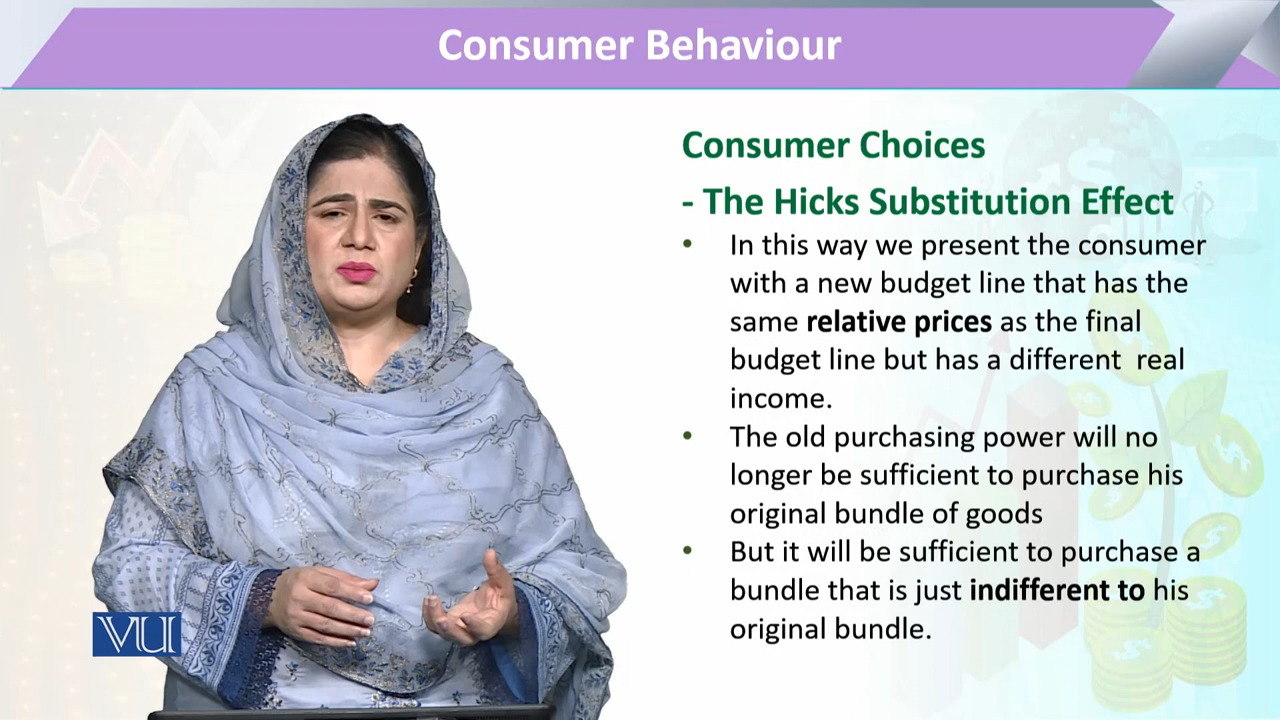 Consumer Behaviour
Consumer Choices
- The Hicks Substitution Effect
• In this way we present the consumer
with a new budget line that has the
same relative prices as the final
budget line but has a different real
income.
• The old purchasing power will no
longer be sufficient to purchase his
original bundle of goods
• But it will be sufficient to purchase a
bundle that is just indifferent to his
original bundle.
VU